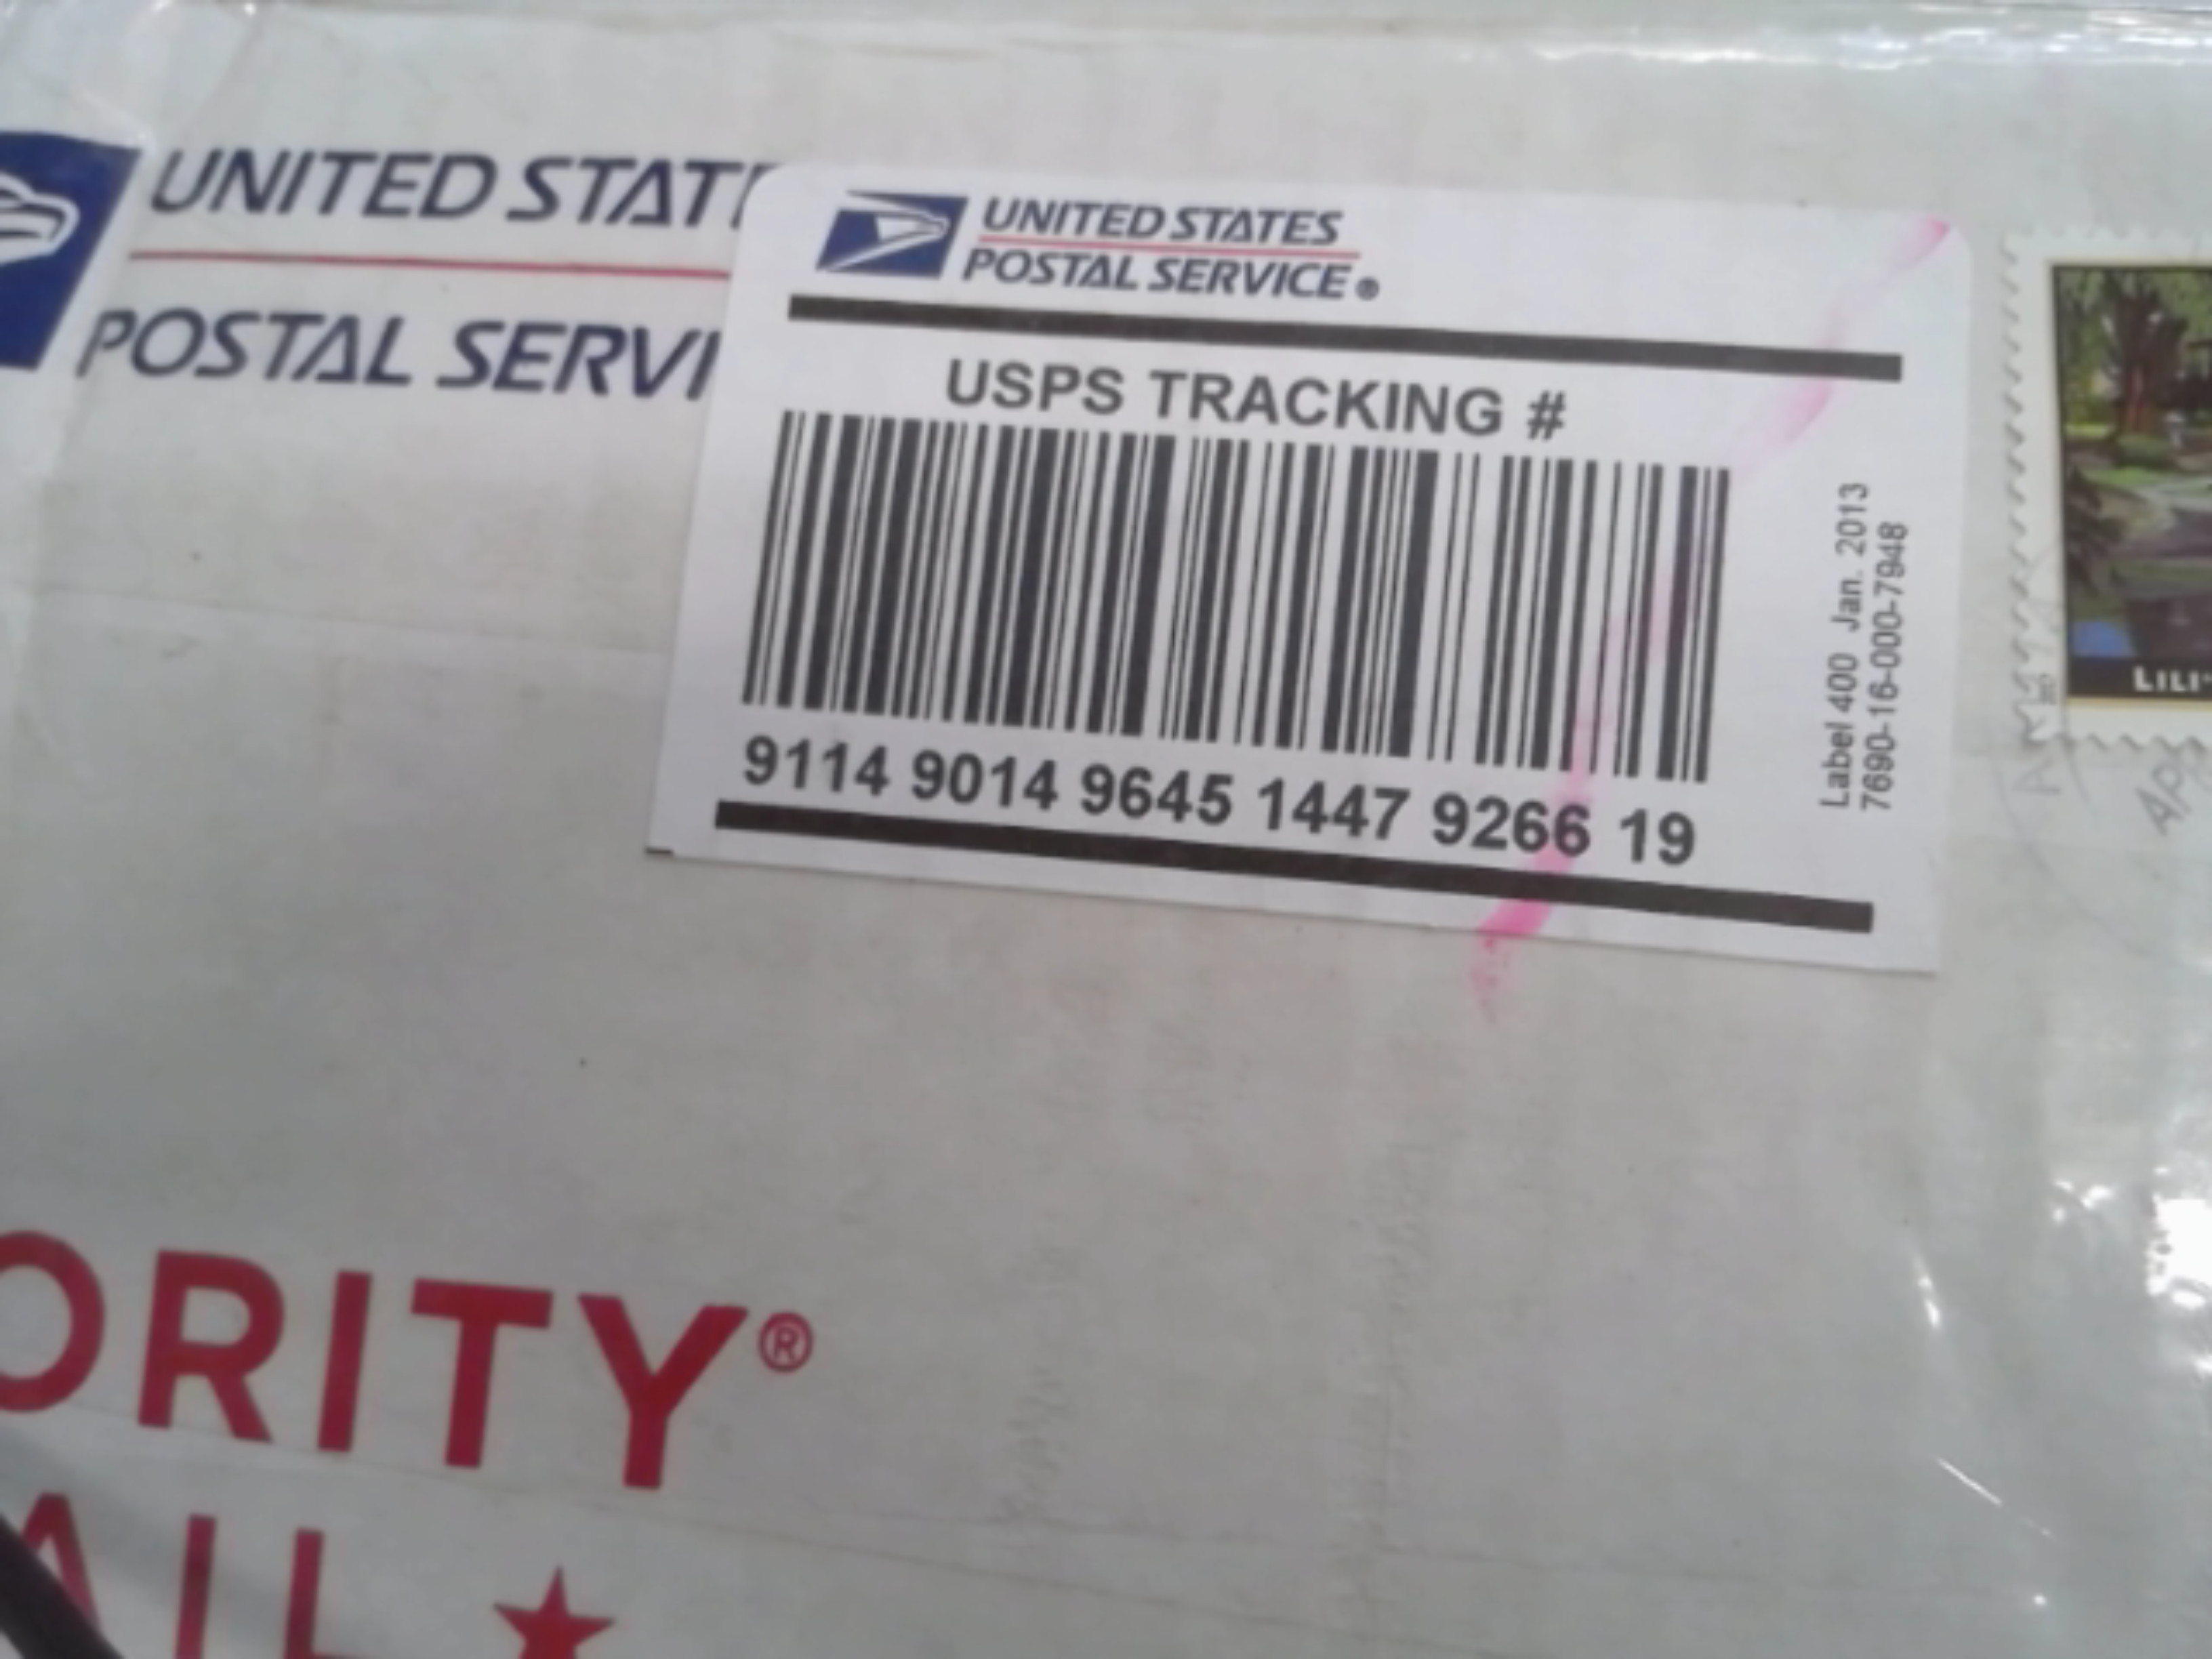 UNITED STAT
POSTAL SERVI
UNITED STATES
POSTAL SERVICE®
USPS TRACKING #
9114 9014 9645 1447 9266 19
Label 400 Jan. 2013
7690-16-000-7948
LILI
ORITY®
AIL